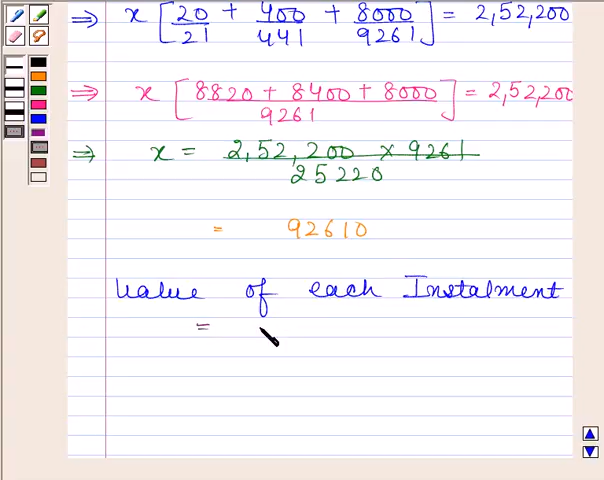 ⇒ x [ 20/21 + 400/441 + 8000/9261 ] = 2,52,200
⇒ x [ 8820 + 8400 + 8000 / 9261 ] = 2,52,200
⇒ x = 2,52,200 × 9261 / 25220
= 92610
Value of each Instalment
=